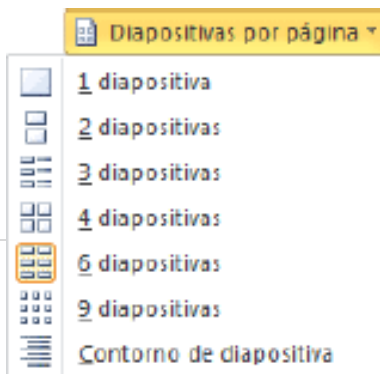 Diapositivas por página
1 diapositiva
2 diapositivas
3 diapositivas
4 diapositivas
6 diapositivas
9 diapositivas
Contorno de diapositiva